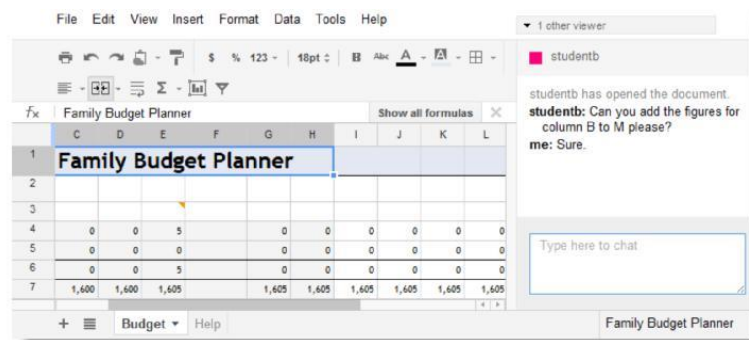 File Edit View Insert Format Data Tools Help
1 other viewer
$ % 123 18pt B Abc A A
studentb
Σ
studentb has opened the document.
fx Family Budget Planner Show all formulas
studentb: Can you add the figures for
column B to M please?
me: Sure.
C D E F G H I J K L
1 Family Budget Planner
2
3
4 0 0 5 0 0 0 0 0 0
5 0 0 0 0 0 0 0 0 0
6 0 0 5 0 0 0 0 0 0
7 1,600 1,600 1,605 1,605 1,605 1,605 1,605 1,605 1,605
Type here to chat
+ Budget Help
Family Budget Planner